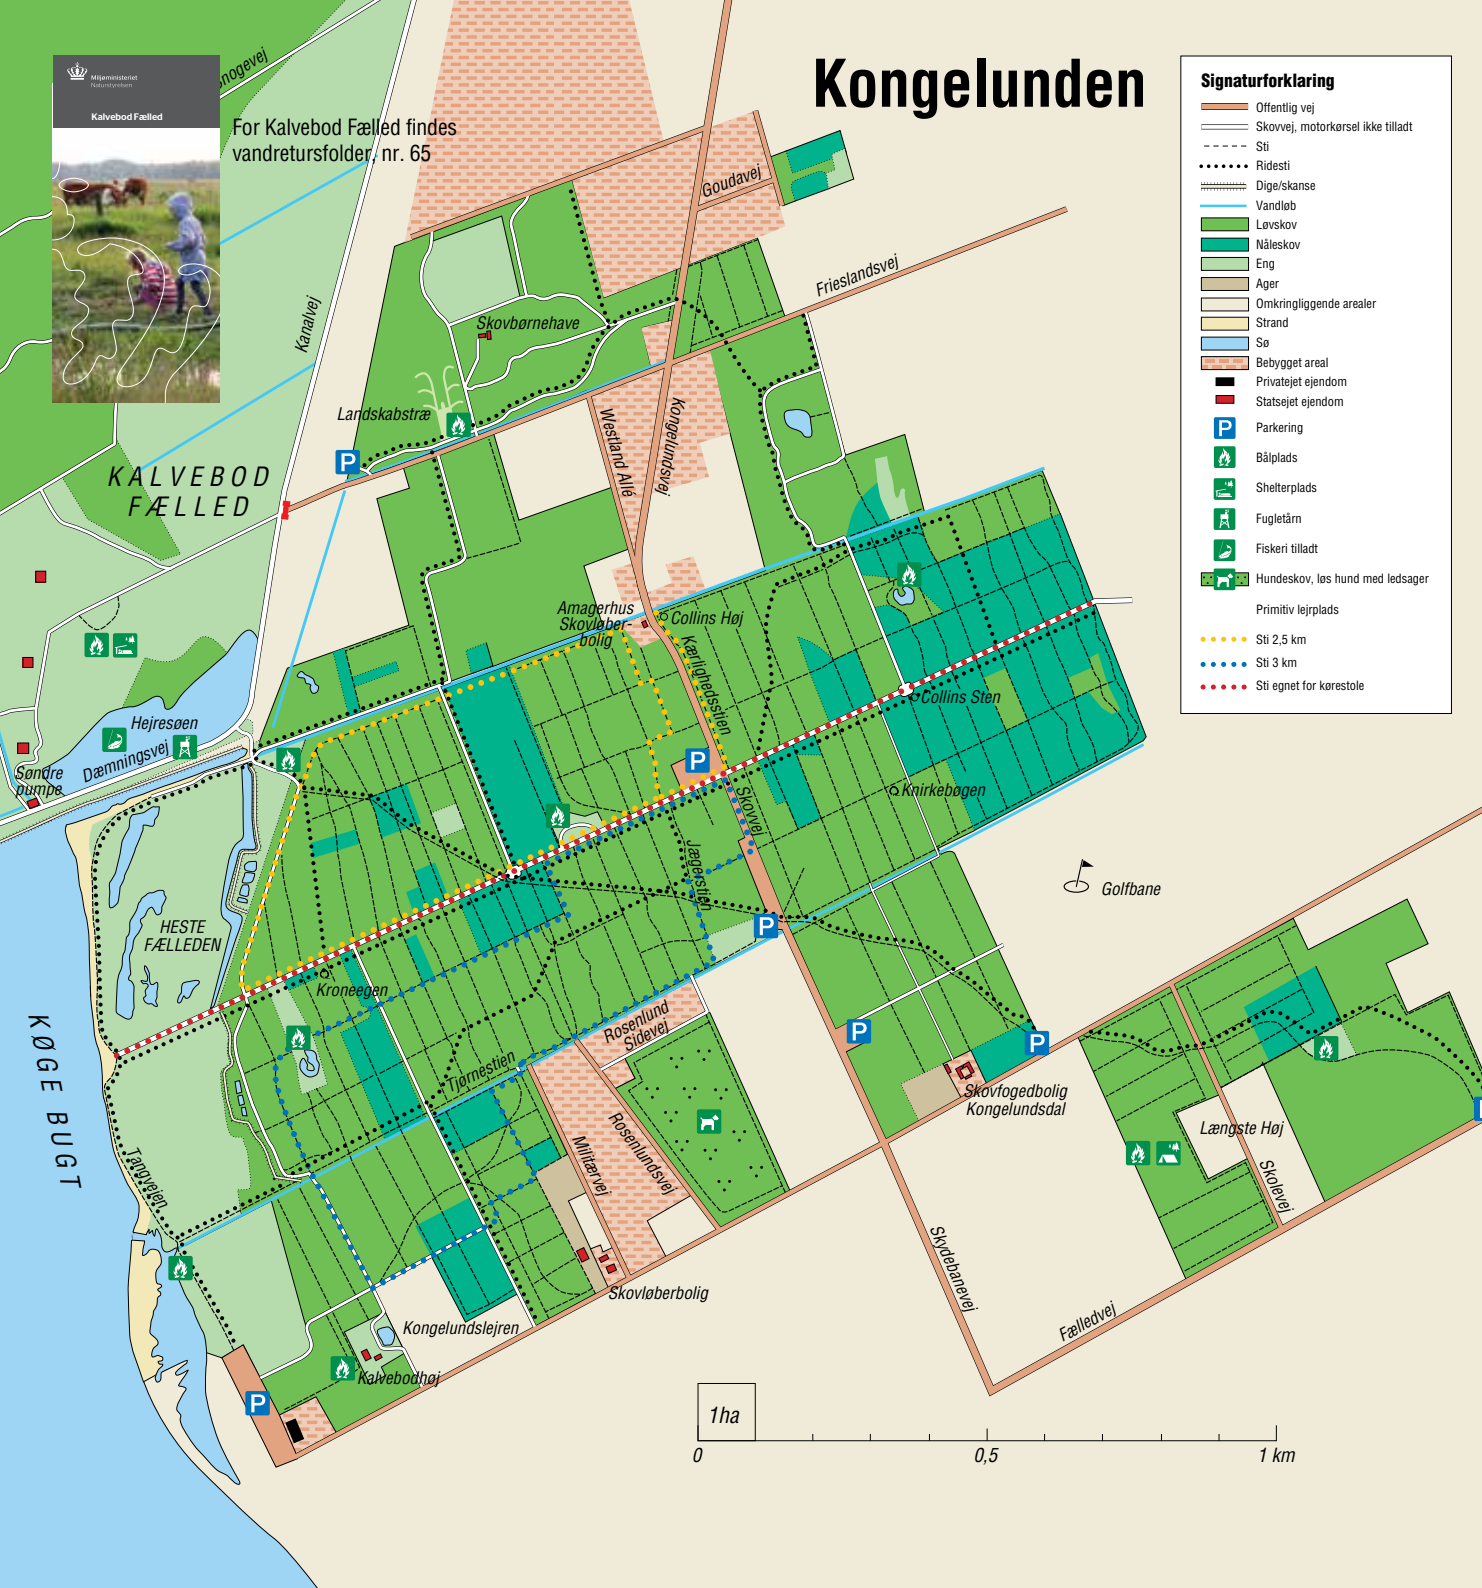 Kongelunden
Miljøministeriet
Naturstyrelsen
Kalvebod Fælled
For Kalvebod Fælled findes
vandretursfolder, nr. 65
Signaturforklaring
Offentlig vej
Skovvej, motorkørsel ikke tilladt
Sti
Ridesti
Dige/skanse
Vandløb
Løvskov
Nåleskov
Eng
Ager
Omkringliggende arealer
Strand
Sø
Bebygget areal
Privatejet ejendom
Statsejet ejendom
P Parkering
Bålplads
Shelterplads
Fugletårn
Fiskeri tilladt
Hundeskov, løs hund med ledsager
Primitiv lejrplads
Sti 2,5 km
Sti 3 km
Sti egnet for kørestole
Goudavej
Frieslandsvej
Kanalvej
Skovbørnehave
Landskabstræ
P
Westland Allé
Kongelundsvej
KALVEBOD
FÆLLED
Amagerhus
Skovløber-
bolig
Collins Høj
Kærlighedsstien
Collins Sten
Hejresøen
Dæmningsvej
Søndre
pumpe
P
Skovvej
Knirkebøgen
Jægerstien
Golfbane
HESTE
FÆLLEDEN
P
Kroneegen
Rosenlund
Sidevej
P
P
KØGE BUGT
Tjørnestien
Skovfogedbolig
Kongelundsdal
Rosenlundsvej
Militærvej
Længste Høj
Tangvejen
Skolevej
Skydebanevej
Skovløberbolig
Kongelundslejren
Fælledvej
Kalvebodhøj
P
1ha
0
0,5
1 km